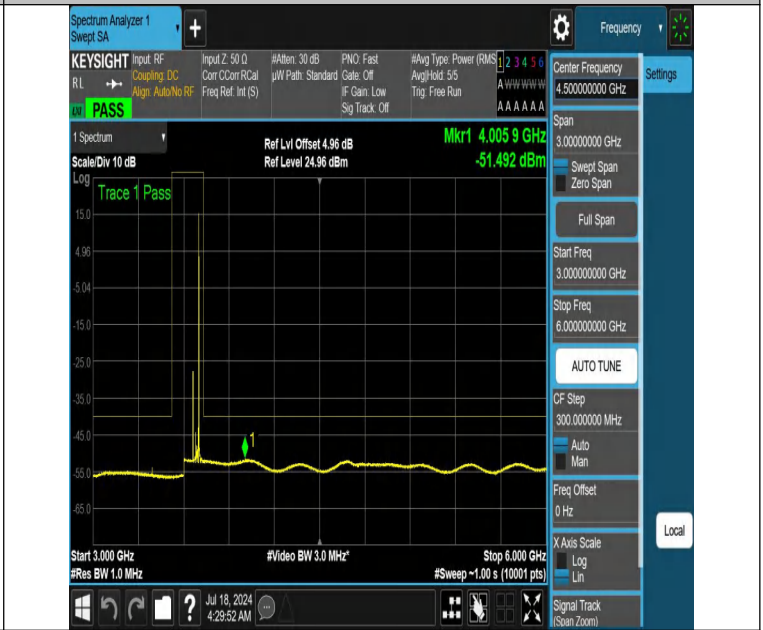 Spectrum Analyzer 1
Swept SA
+
Frequency
KEYSIGHT
RL
PASS
Input: RF
Coupling: DC
Align: Auto/No RF
Input Z: 50 Ω
Corr CCorr RCal
Freq Ref: Int (S)
#Atten: 30 dB
µW Path: Standard
PNO: Fast
Gate: Off
IF Gain: Low
Sig Track: Off
#Avg Type: Power (RMS
Avg|Hold: 5/5
Trig: Free Run
1 2 3 4 5 6
A W W W W W
A A A A A A
1 Spectrum
Scale/Div 10 dB
Ref Lvl Offset 4.96 dB
Ref Level 24.96 dBm
Mkr1 4.005 9 GHz
-51.492 dBm
Log
Trace 1 Pass
15.0
4.96
-5.04
-15.0
-25.0
-35.0
-45.0
-55.0
-65.0
1
Start 3.000 GHz
#Res BW 1.0 MHz
#Video BW 3.0 MHz*
Stop 6.000 GHz
#Sweep ~1.00 s (10001 pts)
Center Frequency
4.500000000 GHz
Settings
Span
3.00000000 GHz
Swept Span
Zero Span
Full Span
Start Freq
3.000000000 GHz
Stop Freq
6.000000000 GHz
AUTO TUNE
CF Step
300.000000 MHz
Auto
Man
Freq Offset
0 Hz
X Axis Scale
Log
Lin
Signal Track
(Span Zoom)
Local
?
Jul 18, 2024
4:29:52 AM